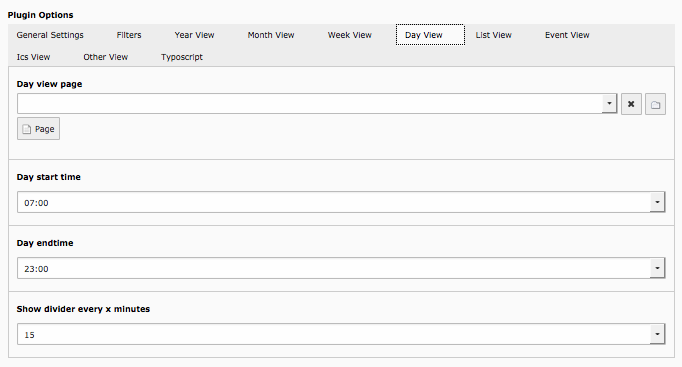 Plugin Options
General Settings Filters Year View Month View Week View Day View List View Event View
Ics View Other View Typoscript
Day view page
Page
Day start time
07:00
Day endtime
23:00
Show divider every x minutes
15